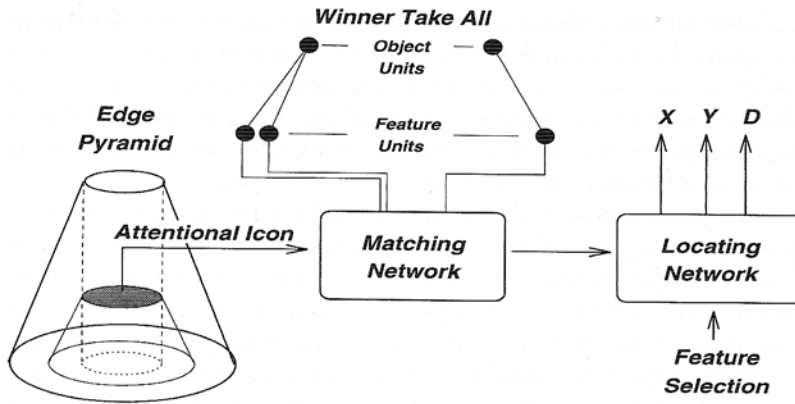 Winner Take All
Object
Units
Edge
Pyramid
Feature
Units
X Y D
Attentional Icon
Matching
Network
Locating
Network
Feature
Selection